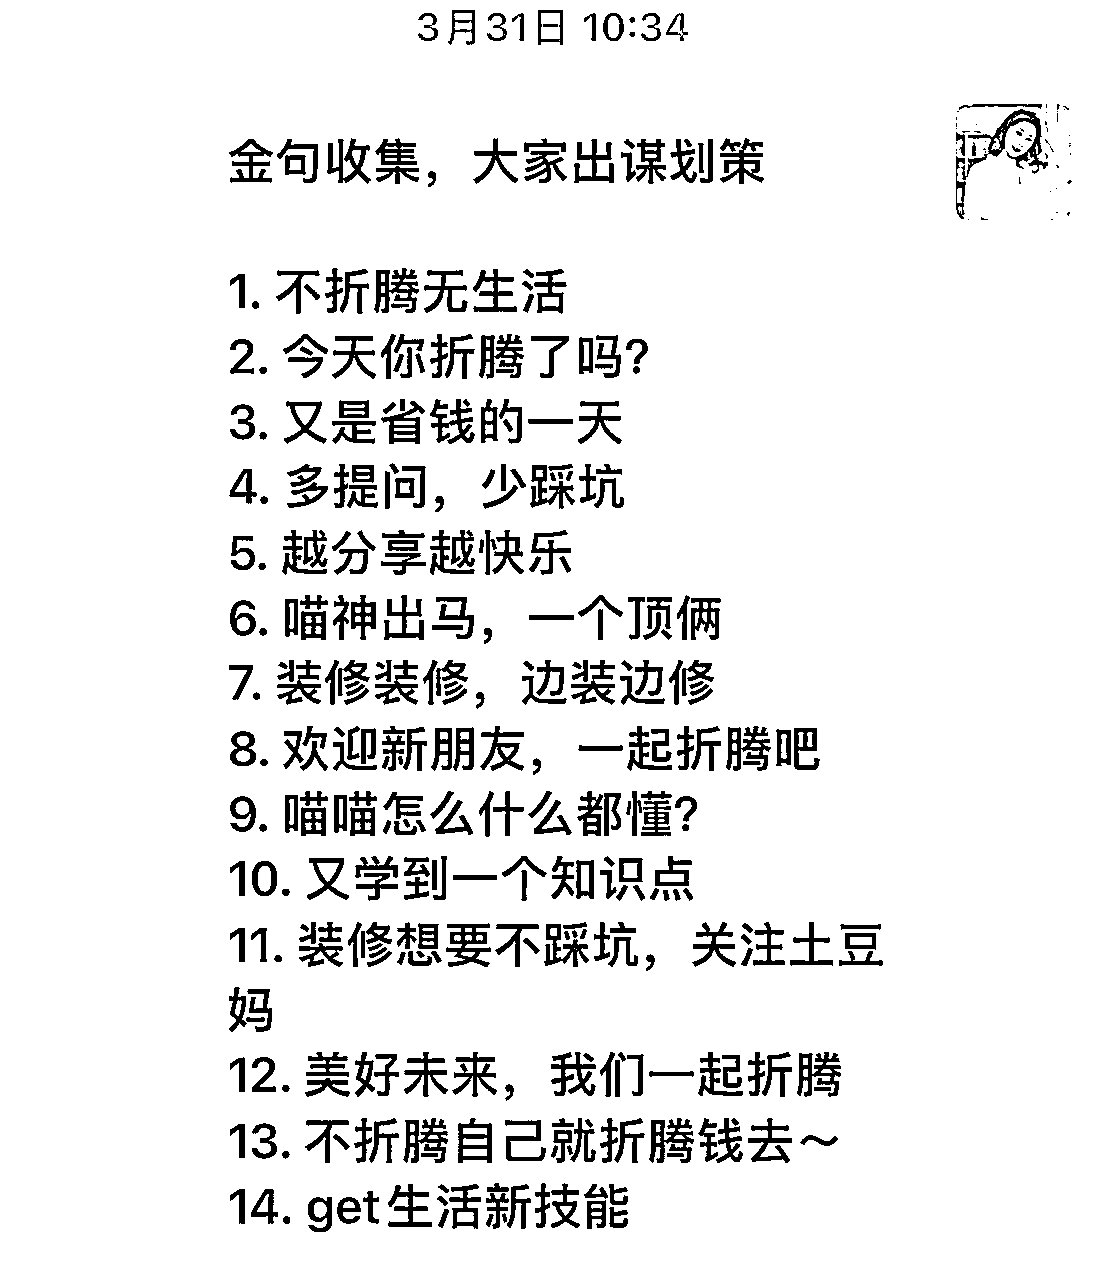 3月31日 10:34
金句收集，大家出谋划策
1. 不折腾无生活
2. 今天你折腾了吗?
3. 又是省钱的一天
4. 多提问，少踩坑
5. 越分享越快乐
6. 喵神出马，一个顶俩
7. 装修装修，边装边修
8. 欢迎新朋友，一起折腾吧
9. 喵喵怎么什么都懂?
10. 又学到一个知识点
11. 装修想要不踩坑，关注土豆
妈
12. 美好未来，我们一起折腾
13. 不折腾自己就折腾钱去～
14. get生活新技能